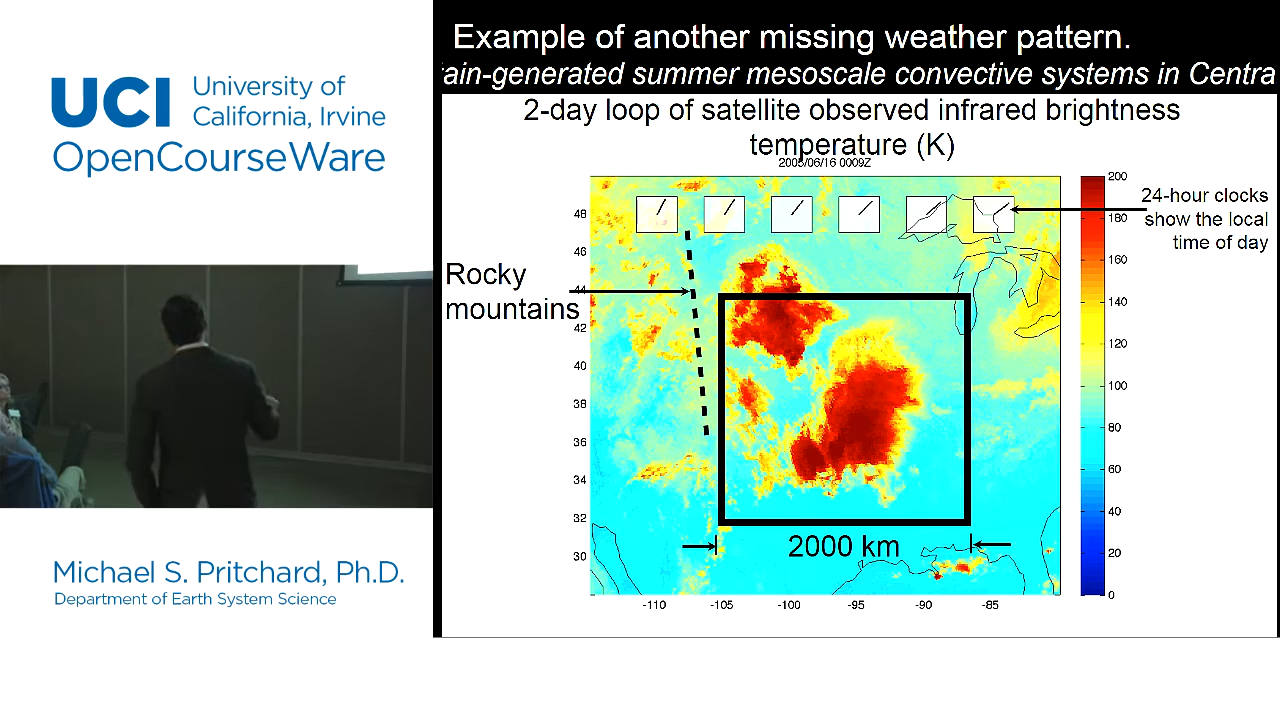 UCI
University of
California, Irvine
OpenCourseWare
Michael S. Pritchard, Ph.D.
Department of Earth System Science
Example of another missing weather pattern.
ain-generated summer mesoscale convective systems in Centra
2-day loop of satellite observed infrared brightness
temperature (K)
2005/06/16 0009Z
24-hour clocks
show the local
time of day
Rocky
mountains
2000 km
48
46
44
42
40
38
36
34
32
30
-110
-105
-100
-95
-90
-85
200
180
160
140
120
100
80
60
40
20
0